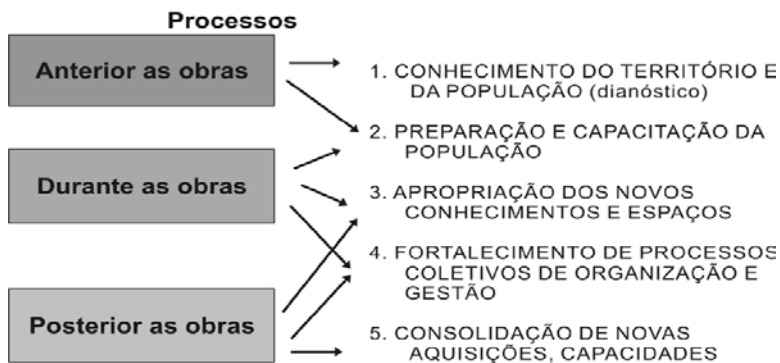 Processos
Anterior as obras
Durante as obras
Posterior as obras
1. CONHECIMENTO DO TERRITÓRIO E
DA POPULAÇÃO (dianóstico)
2. PREPARAÇÃO E CAPACITAÇÃO DA
POPULAÇÃO
3. APROPRIAÇÃO DOS NOVOS
CONHECIMENTOS E ESPAÇOS
4. FORTALECIMENTO DE PROCESSOS
COLETIVOS DE ORGANIZAÇÃO E
GESTÃO
5. CONSOLIDAÇÃO DE NOVAS
AQUISIÇÕES, CAPACIDADES